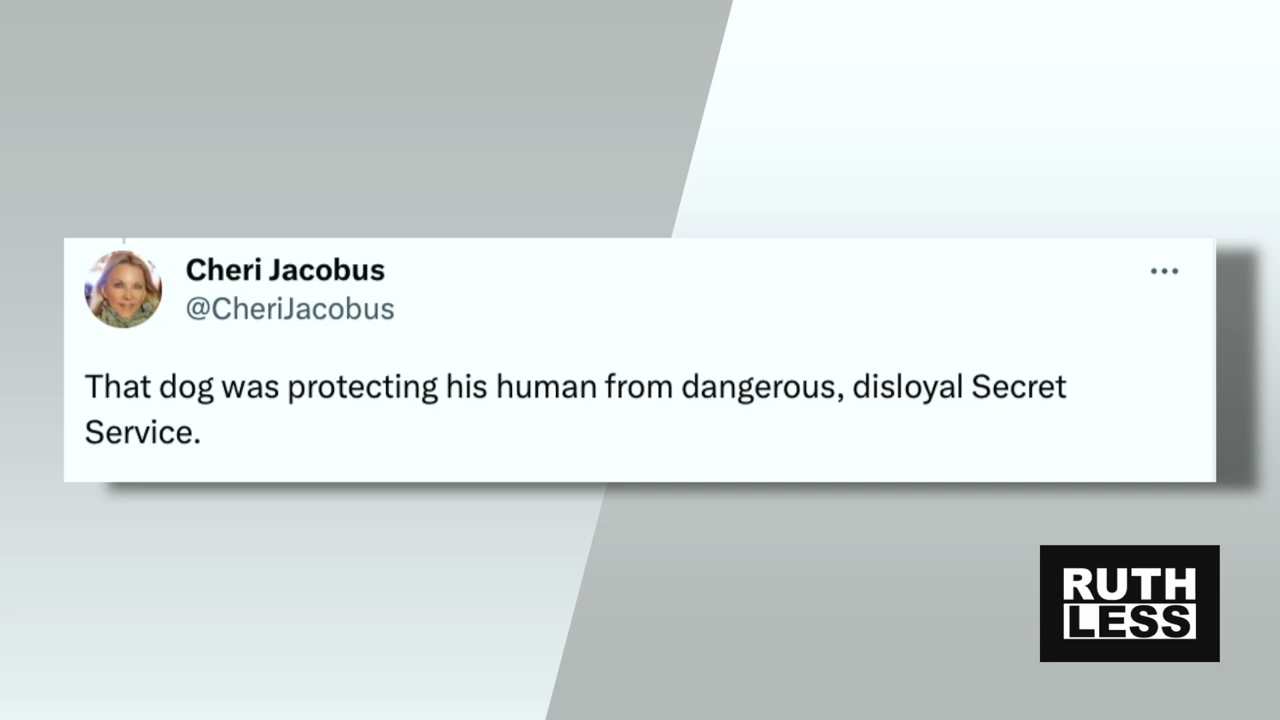 Cheri Jacobus
@CheriJacobus
That dog was protecting his human from dangerous, disloyal Secret
Service.
RUTH
LESS